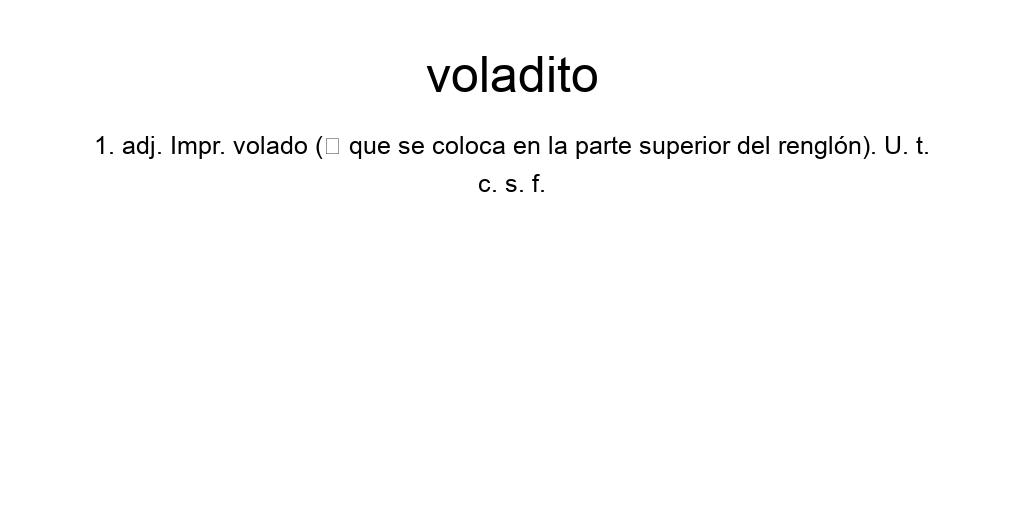 voladito
1. adj. Impr. volado (□ que se coloca en la parte superior del renglón). U. t.
c. s. f.